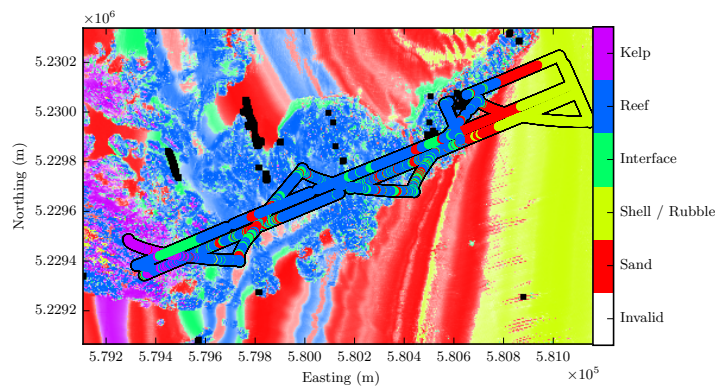 ×10⁶
5.2302
5.2300
5.2298
5.2296
5.2294
5.2292
Northing (m)
5.792 5.794 5.796 5.798 5.800 5.802 5.804 5.806 5.808 5.810
Easting (m)
×10⁵
Kelp
Reef
Interface
Shell / Rubble
Sand
Invalid